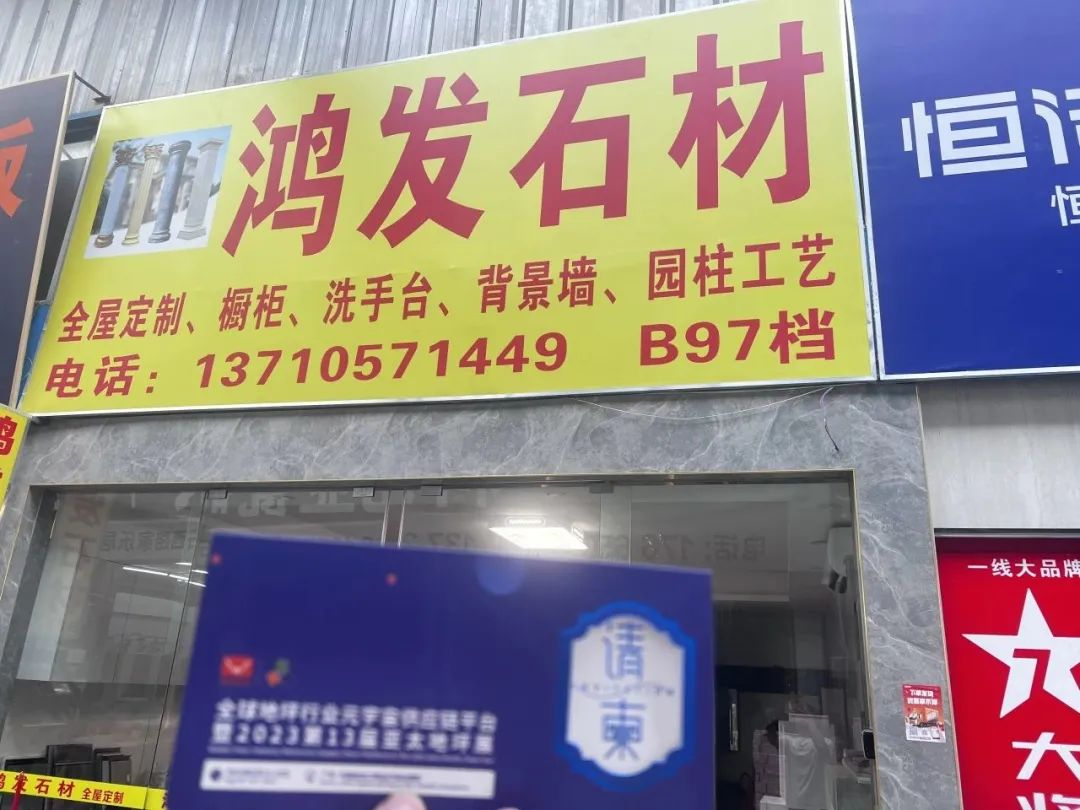 鸿发石材
全屋定制、橱柜、洗手台、背景墙、园柱工艺
电话：13710571449 B97档
恒
恒
请柬
全球地坪行业元宇宙供应链平台
暨2023第13届亚太地坪展
一线大品牌
大
鸿发石材 全屋定制